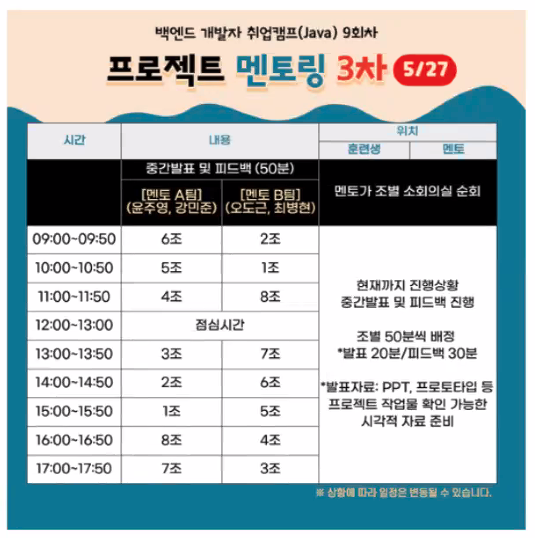 백엔드 개발자 취업캠프(Java) 9회차
프로젝트 멘토링 3차 5/27
시간 내용 위치
훈련생 멘토
중간발표 및 피드백 (50분)
[멘토 A팀] [멘토 B팀] 멘토가 조별 소회의실 순회
(윤주영, 강민준) (오도근, 최병현)
09:00~09:50 6조 2조
10:00~10:50 5조 1조
11:00~11:50 4조 8조
12:00~13:00 점심시간
13:00~13:50 3조 7조
14:00~14:50 2조 6조
15:00~15:50 1조 5조
16:00~16:50 8조 4조
17:00~17:50 7조 3조
현재까지 진행상황
중간발표 및 피드백 진행
조별 50분씩 배정
*발표 20분/피드백 30분
*발표자료: PPT, 프로토타입 등
프로젝트 작업물 확인 가능한
시각적 자료 준비
※ 상황에 따라 일정은 변동될 수 있습니다.